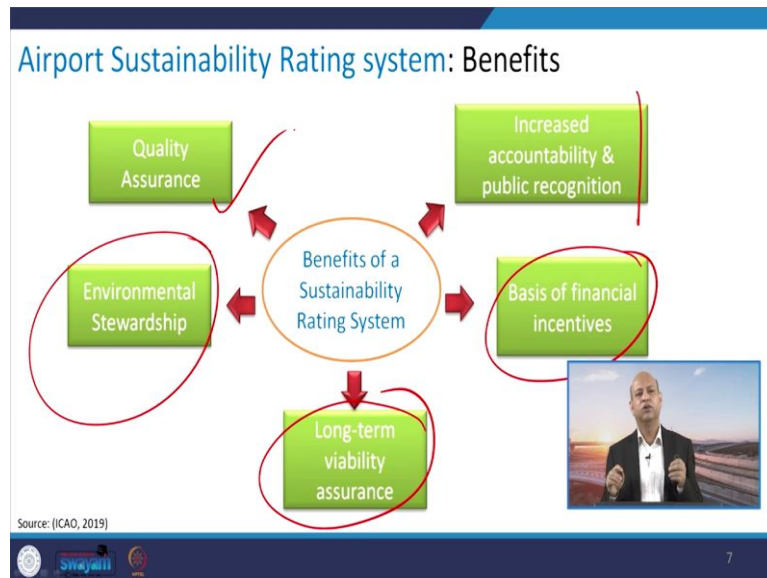 Airport Sustainability Rating system: Benefits
Quality
Assurance
Increased
accountability &
public recognition
Benefits of a
Sustainability
Rating System
Environmental
Stewardship
Basis of financial
incentives
Long-term
viability
assurance
Source: (ICAO, 2019)
swayam
7